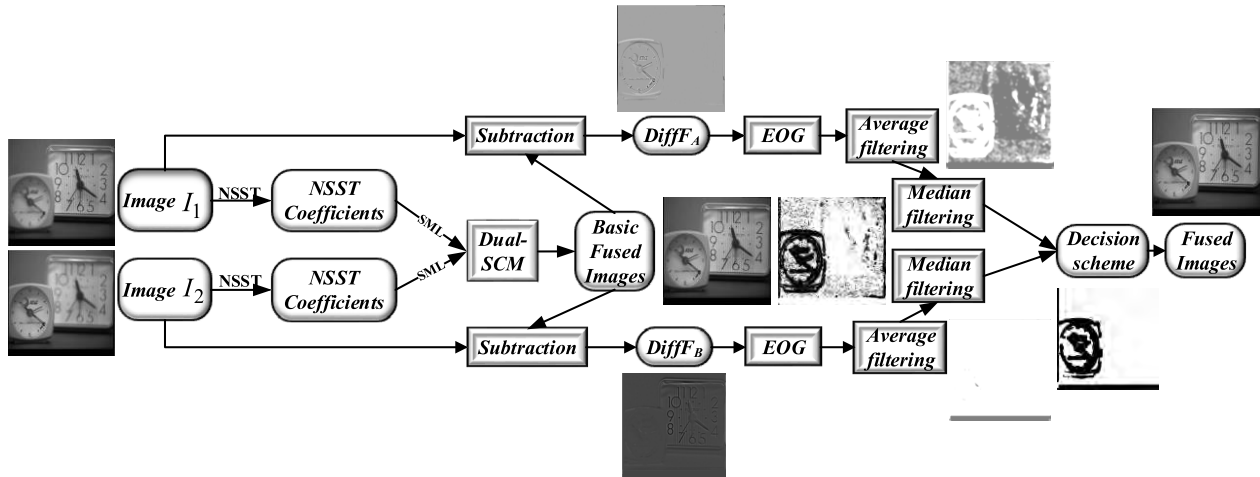 Subtraction
DiffF_A
EOG
Average
filtering
Median
filtering
Image I_1
NSST
NSST
Coefficients
SML
Dual-
SCM
Basic
Fused
Images
Decision
scheme
Fused
Images
Image I_2
NSST
NSST
Coefficients
SML
Median
filtering
Subtraction
DiffF_B
EOG
Average
filtering